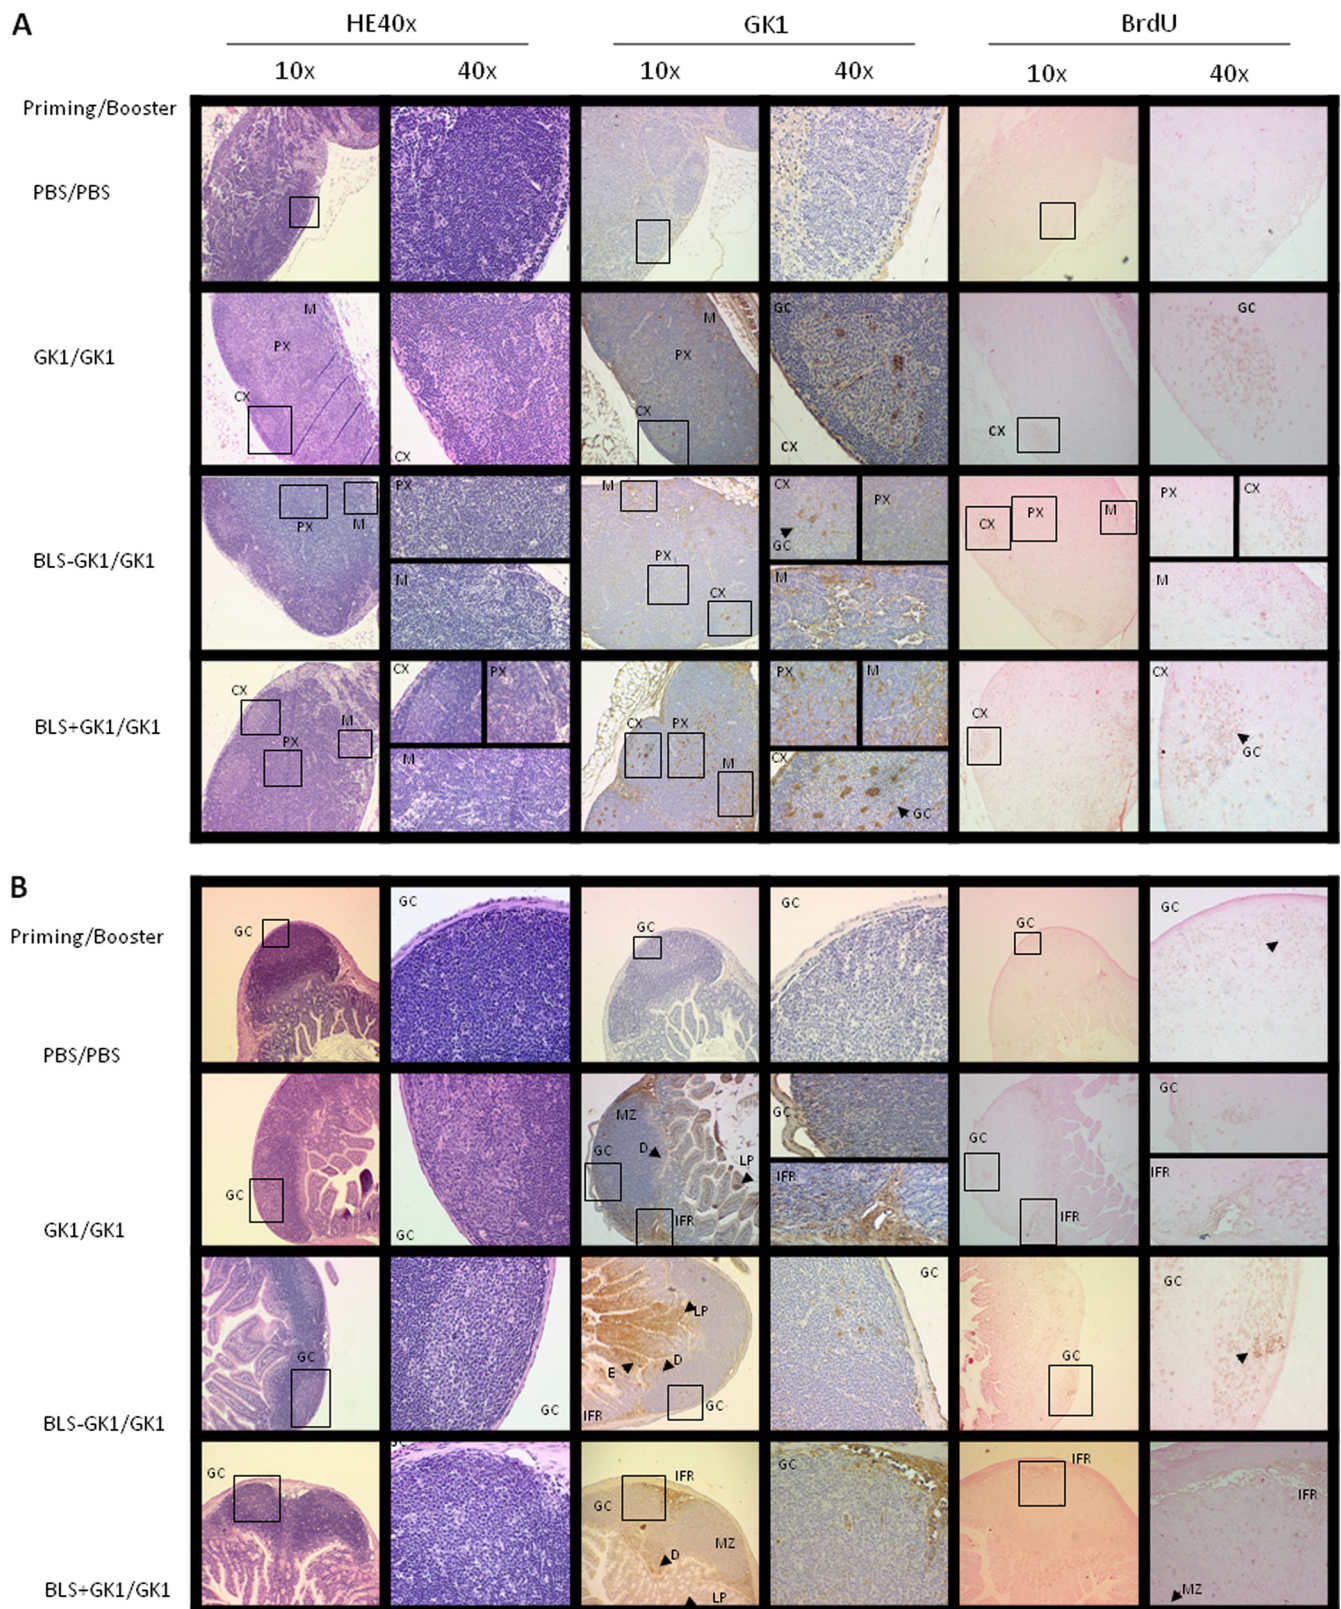 A
HE40x GK1 BrdU
10x 40x 10x 40x 10x 40x
Priming/Booster
PBS/PBS
GK1/GK1
M
PX
CX
CX
M
PX
CX
GC
CX
CX
GC
BLS-GK1/GK1
PX
M
PX
M
M
PX
CX
CX
GC
PX
M
CX
PX
M
PX
CX
M
BLS+GK1/GK1
CX
PX
M
CX
PX
M
CX
PX
M
PX
M
CX
GC
CX
CX
GC
B
Priming/Booster
PBS/PBS
GC
GC
GC
GC
GC
GC
GK1/GK1
GC
GC
MZ
D
GC
LP
IFR
GC
IFR
GC
IFR
GC
IFR
BLS-GK1/GK1
GC
GC
LP
E
D
GC
IFR
GC
GC
GC
BLS+GK1/GK1
GC
GC
IFR
GC
MZ
D
LP
GC
IFR
IFR
MZ